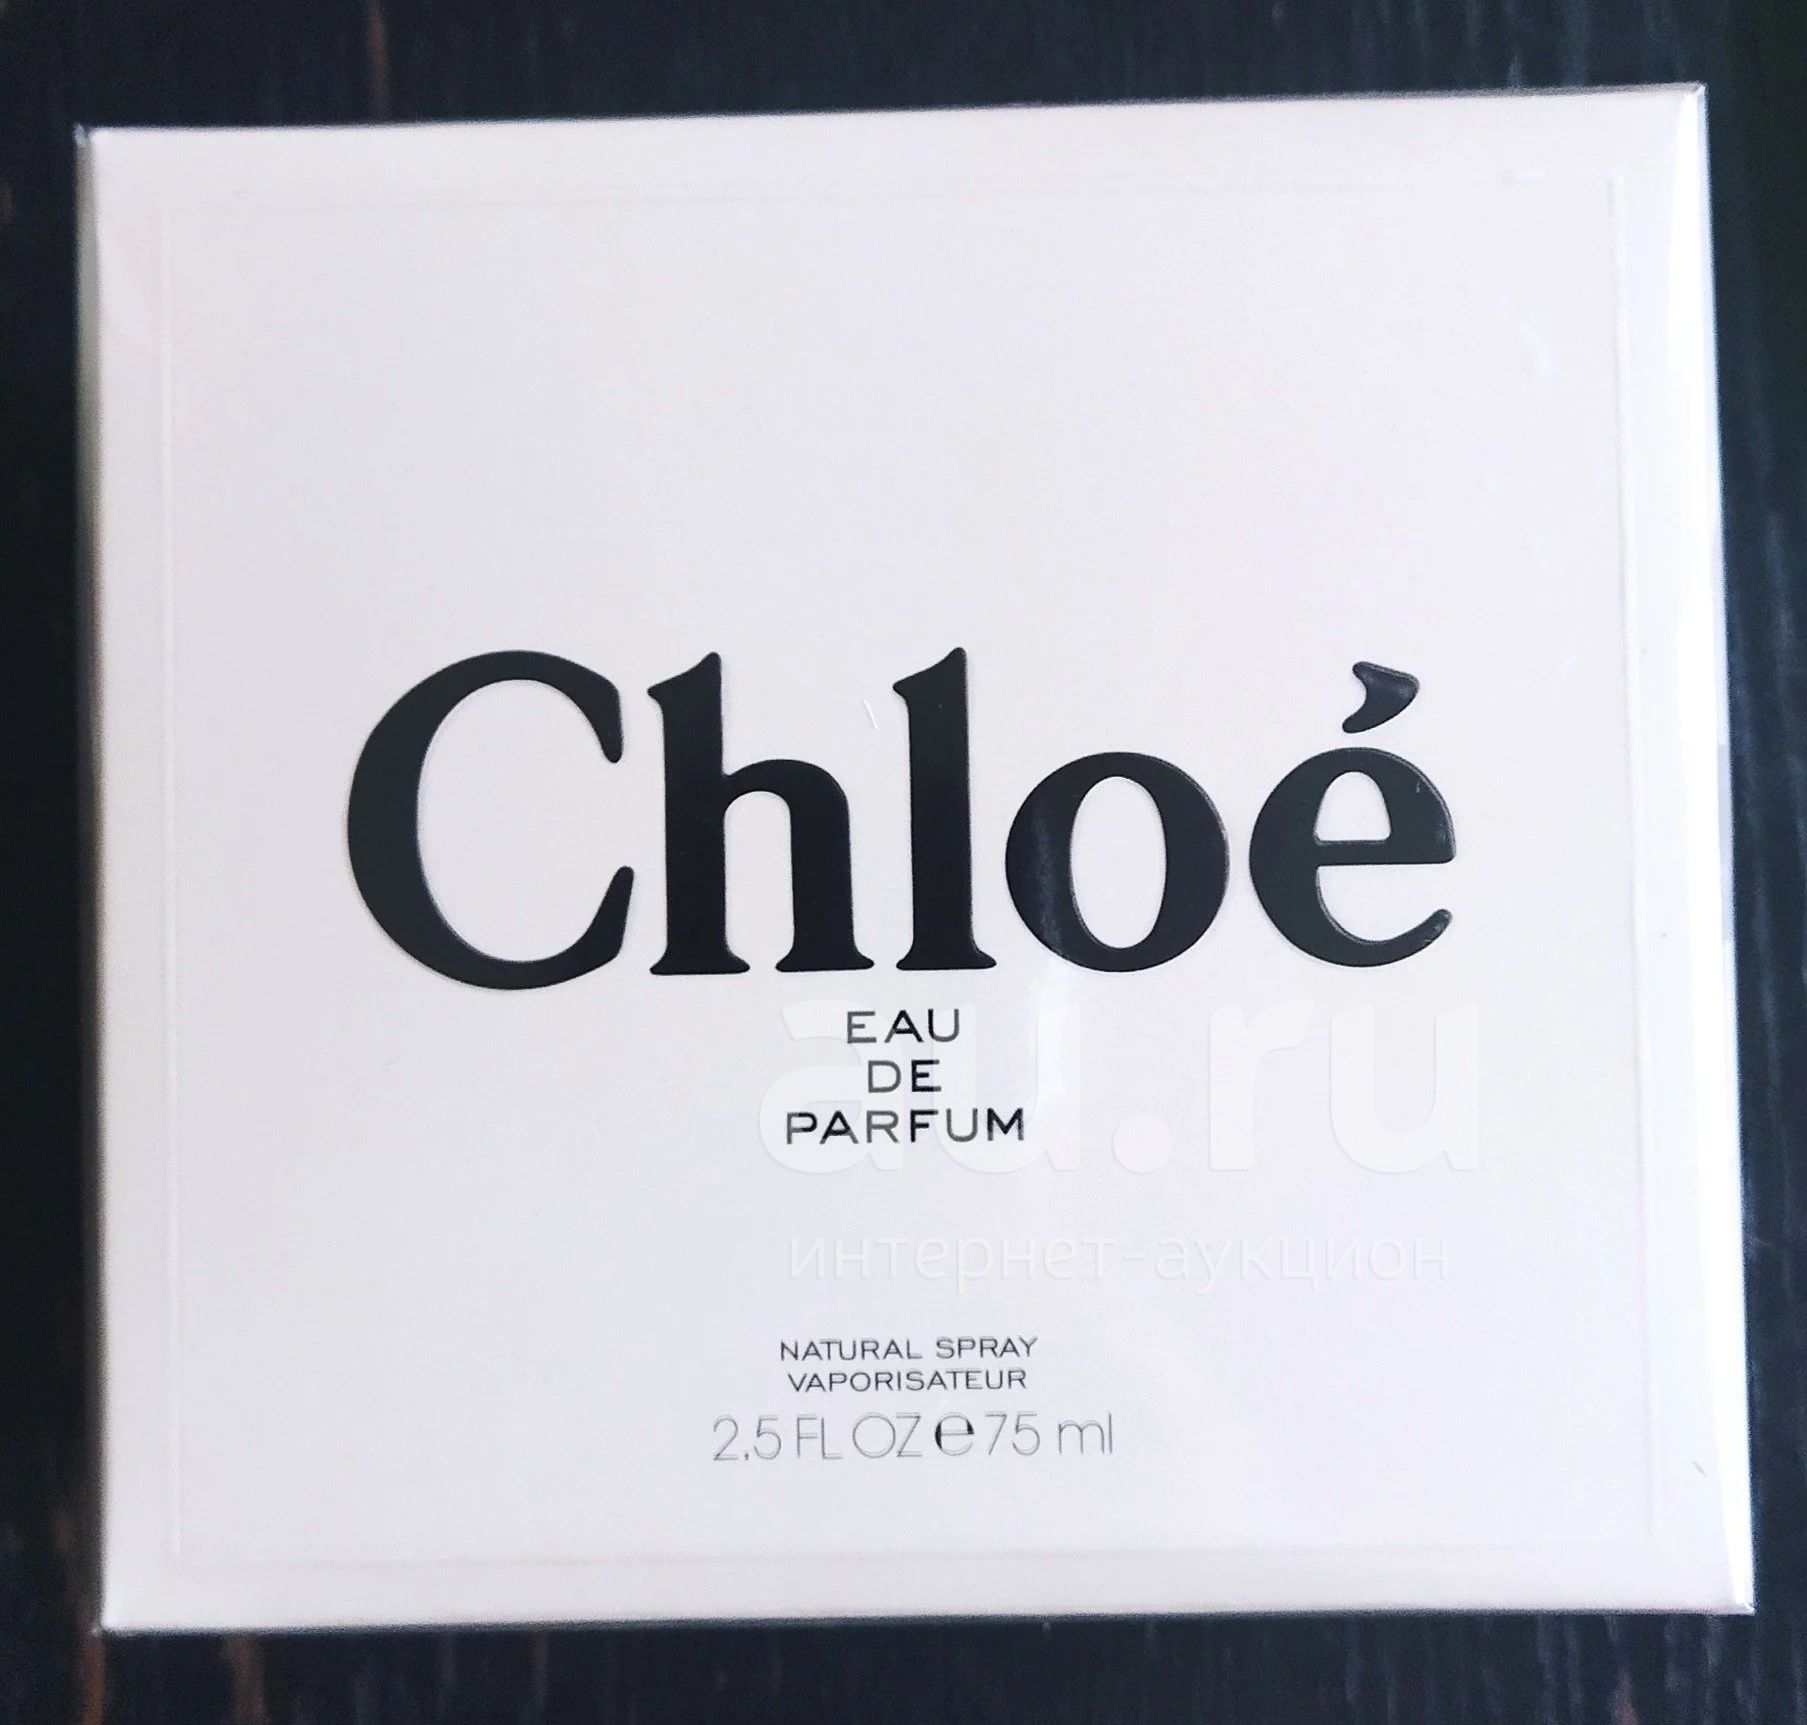 Chloé
EAU
DE
PARFUM
au.ru
интернет-аукцион
NATURAL SPRAY
VAPORISATEUR
2.5 FL OZ e 75 ml